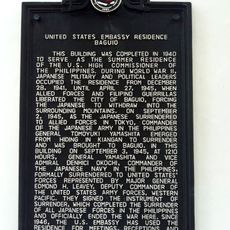 UNITED STATES EMBASSY RESIDENCE
BAGUIO
THIS BUILDING WAS COMPLETED IN 1940
TO SERVE AS THE SUMMER RESIDENCE
OF THE U.S. HIGH COMMISSIONER OF
THE PHILIPPINES. DURING WORLD WAR II,
JAPANESE MILITARY AND POLITICAL LEADERS
OCCUPIED THE RESIDENCE FROM DECEMBER
28, 1941, UNTIL APRIL 27, 1945, WHEN
ALLIED FORCES AND FILIPINO GUERRILLAS
LIBERATED THE CITY OF BAGUIO, FORCING
THE JAPANESE TO WITHDRAW INTO THE
SURROUNDING MOUNTAINS. ON SEPTEMBER
2, 1945, AS THE JAPANESE SURRENDERED
TO ALLIED FORCES IN TOKYO, COMMANDER
OF THE JAPANESE ARMY IN THE PHILIPPINES
GENERAL TOMOYUKI YAMASHITA EMERGED
FROM HIDING IN KIANGAN TO SURRENDER
AND WAS BROUGHT TO BAGUIO. IN THIS
BUILDING ON SEPTEMBER 3, 1945, AT 1210
HOURS, GENERAL YAMASHITA AND VICE
ADMIRAL DENHICI OKOCHI, COMMANDER OF
THE JAPANESE NAVY IN THE PHILIPPINES,
FORMALLY SURRENDERED TO UNITED STATES'
FORCES REPRESENTED BY MAJOR GENERAL
EDMOND H. LEAVEY, DEPUTY COMMANDER OF
THE UNITED STATES ARMY FORCES, WESTERN
PACIFIC. THEY SIGNED THE INSTRUMENT OF
SURRENDER, WHICH COMPLETED THE SURRENDER
OF ALL JAPANESE FORCES IN THE PHILIPPINES
AND OFFICIALLY ENDED THE WAR HERE. SINCE
1946, THE U.S. EMBASSY HAS USED THE
RESIDENCE FOR MEETINGS, RECEPTIONS AND